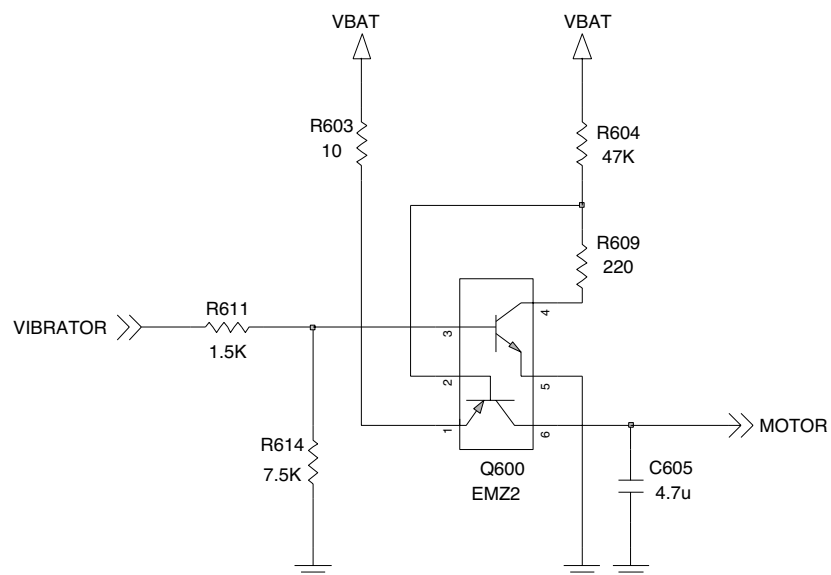 VBAT
VBAT
R603
10
R604
47K
R609
220
R611
1.5K
VIBRATOR
3
4
2
5
1
6
MOTOR
R614
7.5K
Q600
EMZ2
C605
4.7u